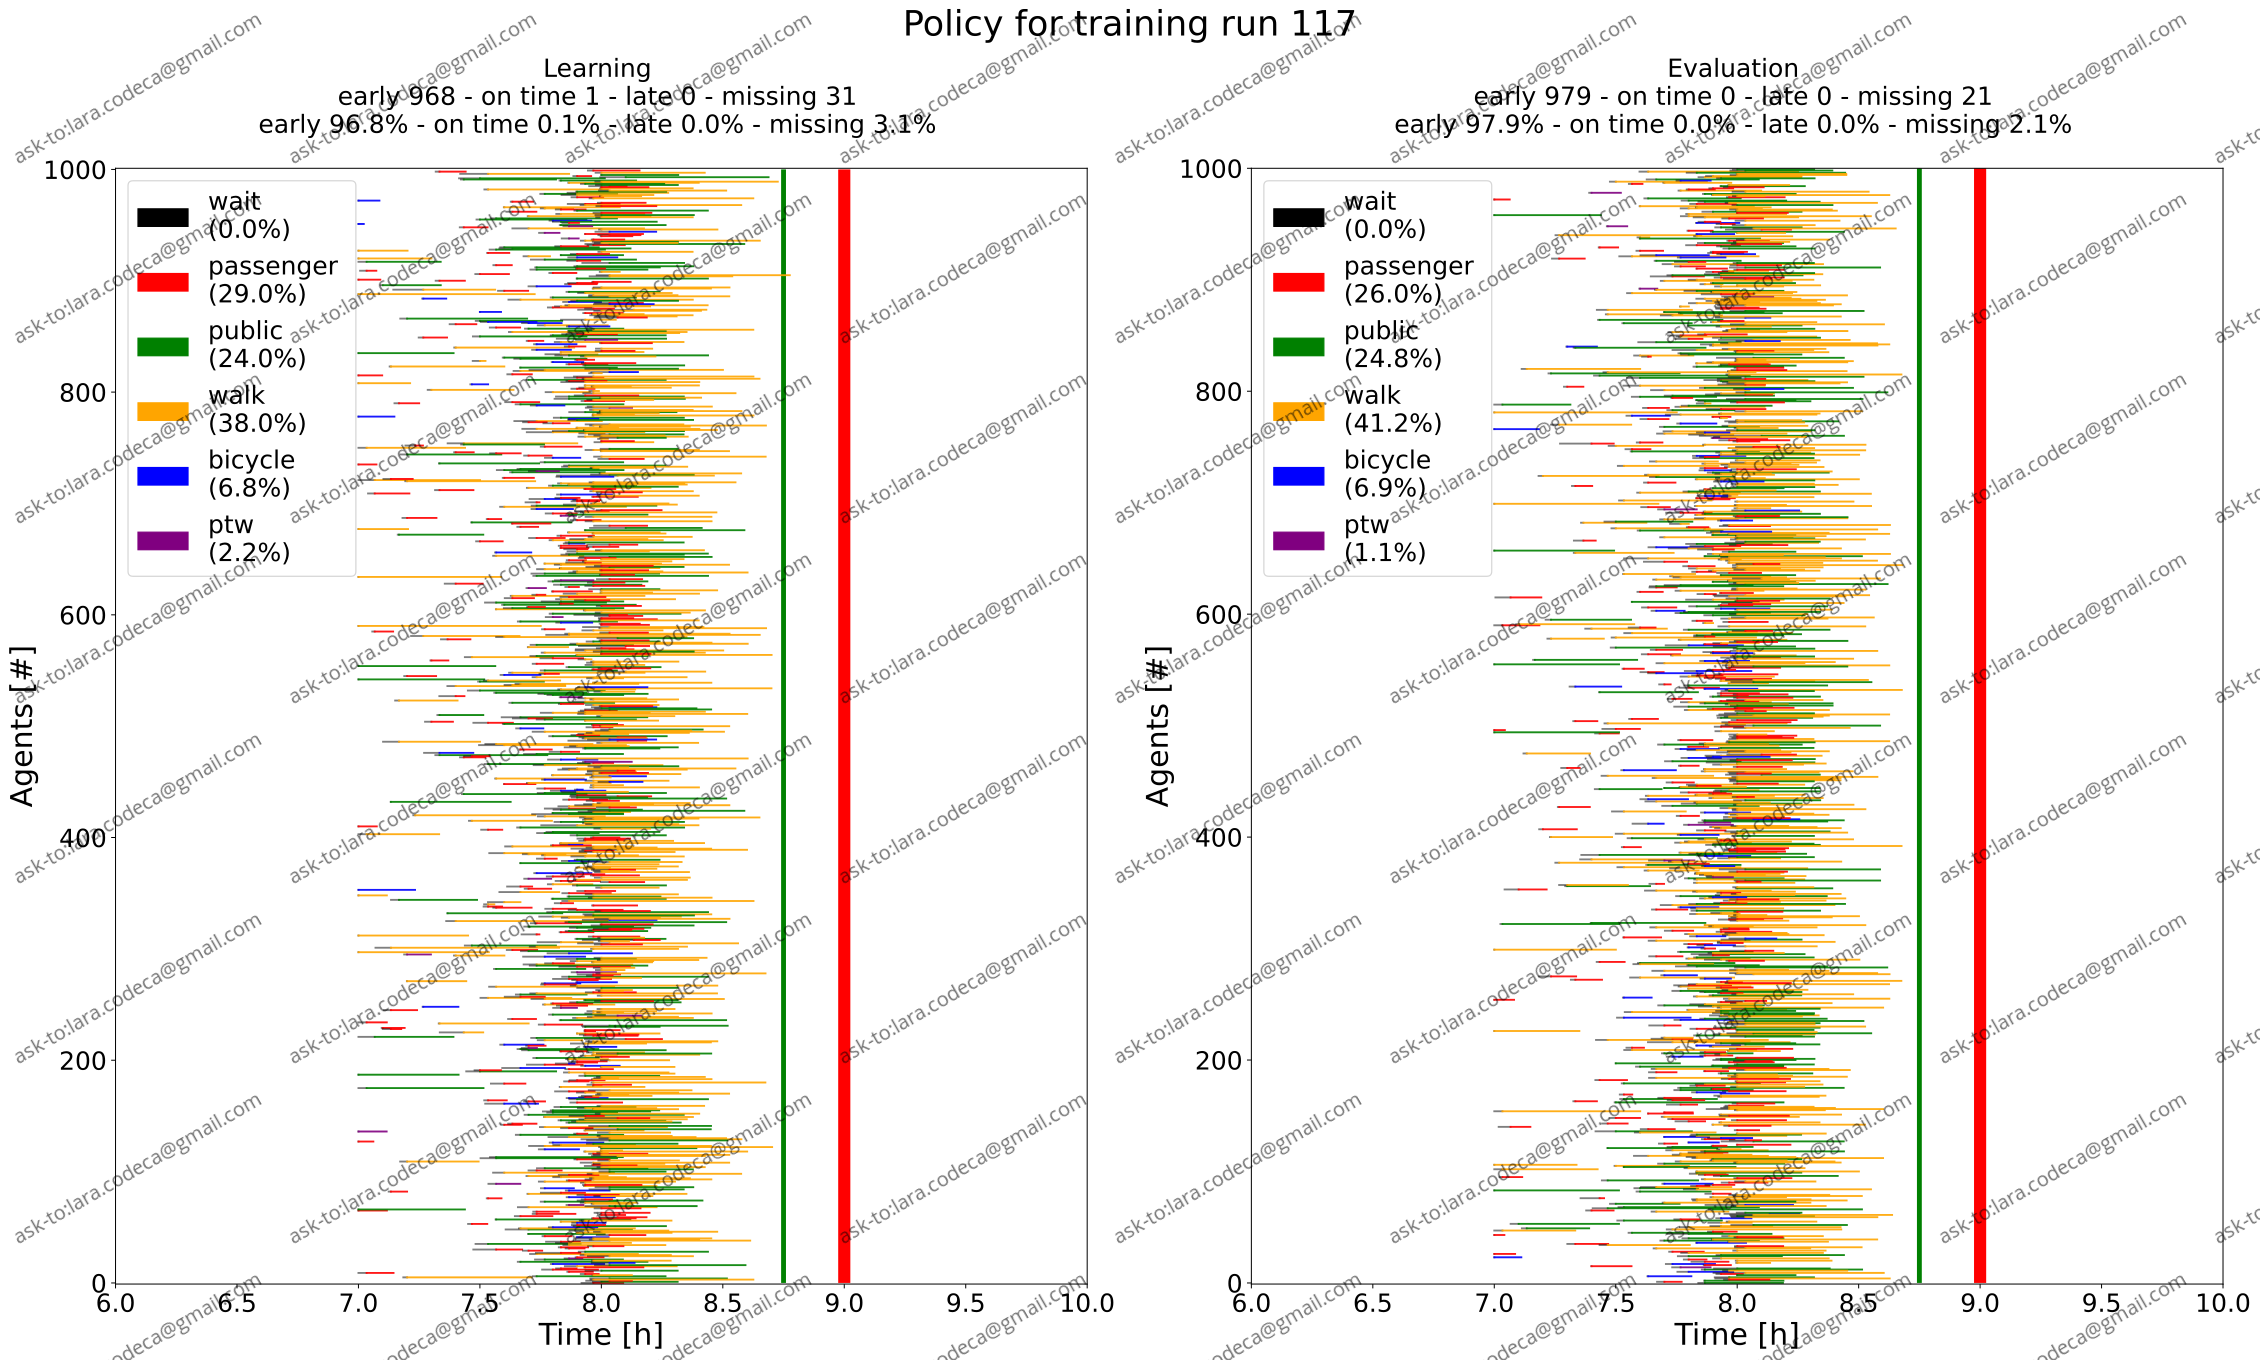 Policy for training run 117
Learning
early 968 - on time 1 - late 0 - missing 31
early 96.8% - on time 0.1% - late 0.0% - missing 3.1%
Agents [#]
1000
800
600
400
200
0
wait
(0.0%)
passenger
(29.0%)
public
(24.0%)
walk
(38.0%)
bicycle
(6.8%)
ptw
(2.2%)
6.0 6.5 7.0 7.5 8.0 8.5 9.0 9.5 10.0
Time [h]
Evaluation
early 979 - on time 0 - late 0 - missing 21
early 97.9% - on time 0.0% - late 0.0% - missing 2.1%
Agents [#]
1000
800
600
400
200
0
wait
(0.0%)
passenger
(26.0%)
public
(24.8%)
walk
(41.2%)
bicycle
(6.9%)
ptw
(1.1%)
6.0 6.5 7.0 7.5 8.0 8.5 9.0 9.5 10.0
Time [h]
ask-to:lara.codeca@gmail.com